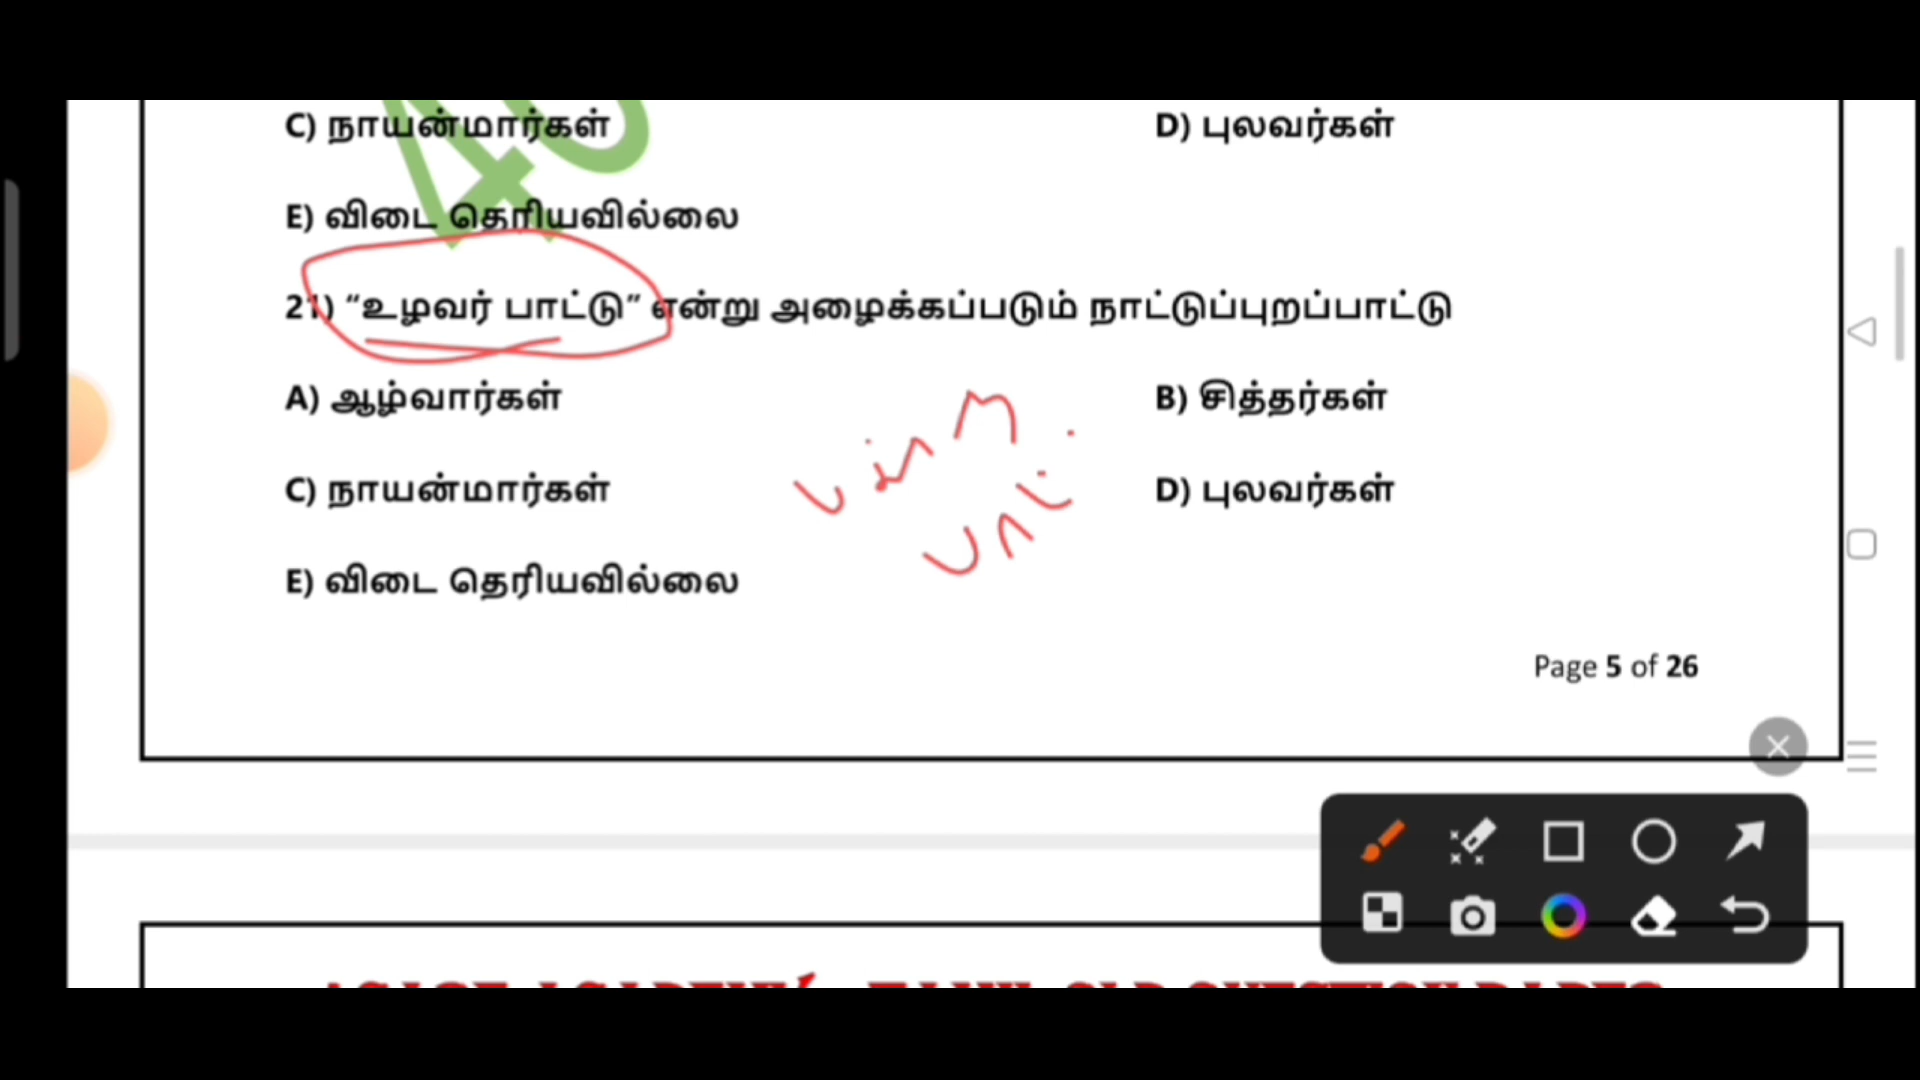 C) நாயன்மார்கள் D) புலவர்கள்
E) விடை தெரியவில்லை
21) “உழவர் பாட்டு” என்று அழைக்கப்படும் நாட்டுப்புறப்பாட்டு
A) ஆழ்வார்கள் B) சித்தர்கள்
C) நாயன்மார்கள் D) புலவர்கள்
E) விடை தெரியவில்லை
Page 5 of 26